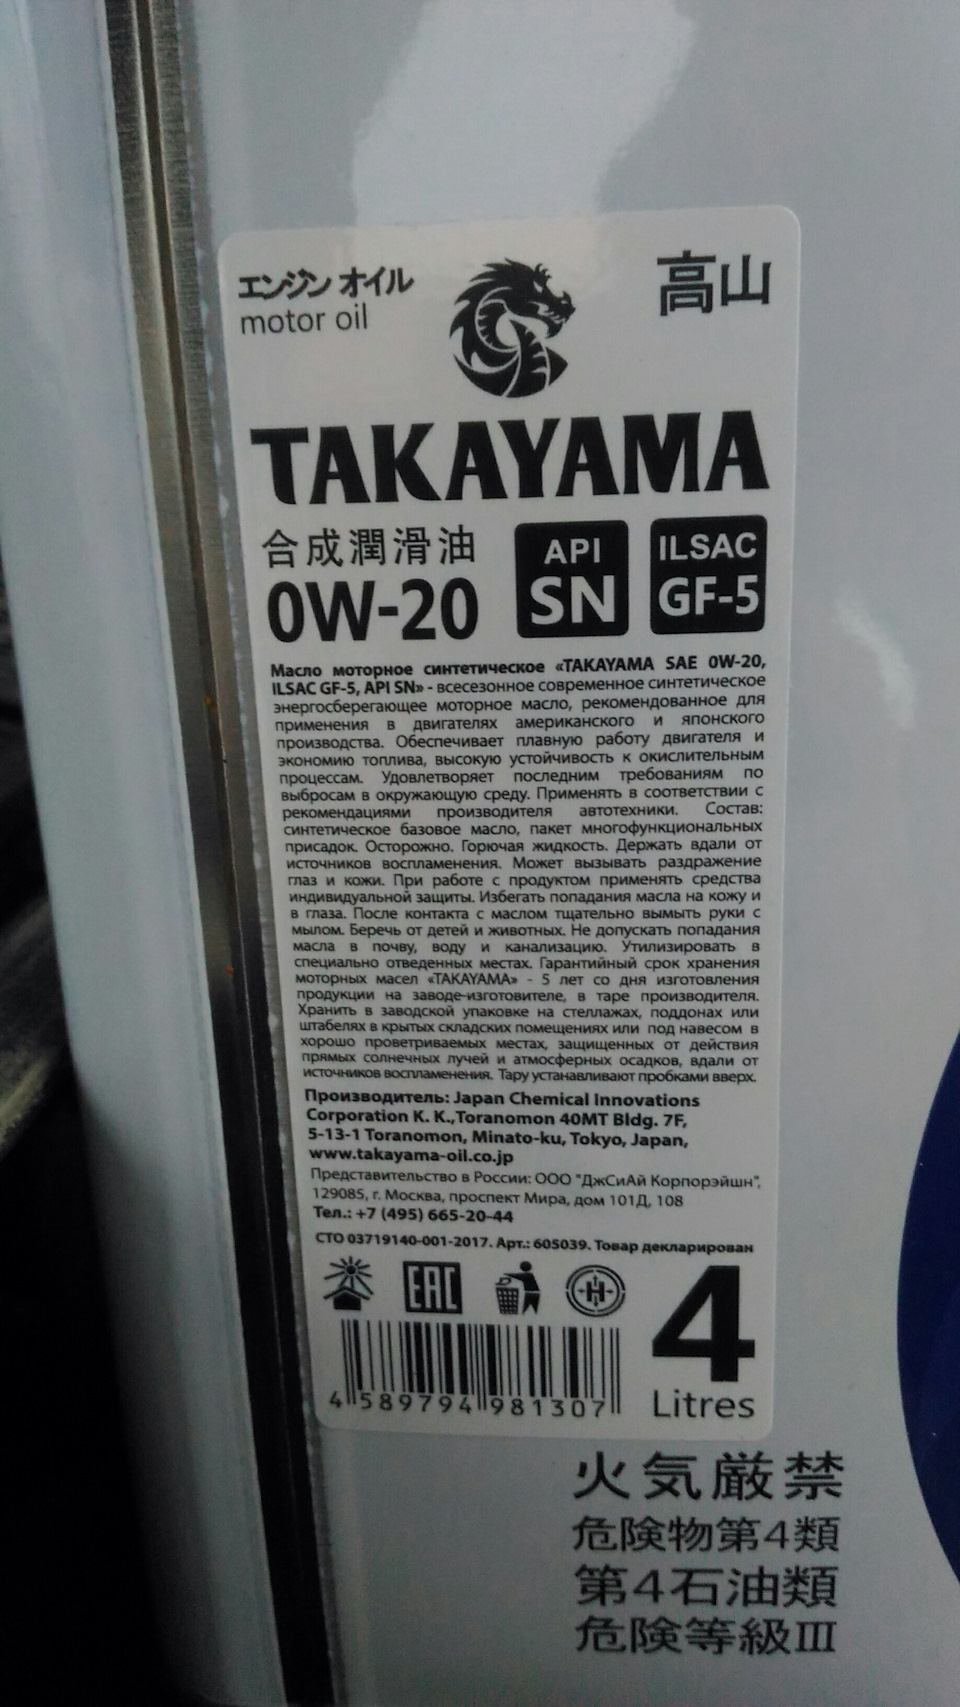 エンジン オイル
motor oil
高山
TAKAYAMA
合成潤滑油
0W-20
API
SN
ILSAC
GF-5
Масло моторное синтетическое «TAKAYAMA SAE 0W-20,
ILSAC GF-5, API SN» - всесезонное современное синтетическое
энергосберегающее моторное масло, рекомендованное для
применения в двигателях американского и японского
производства. Обеспечивает плавную работу двигателя и
экономию топлива, высокую устойчивость к окислительным
процессам. Удовлетворяет последним требованиям по
выбросам в окружающую среду. Применять в соответствии с
рекомендациями производителя автотехники. Состав:
синтетическое базовое масло, пакет многофункциональных
присадок. Осторожно. Горючая жидкость. Держать вдали от
источников воспламенения. Может вызывать раздражение
глаз и кожи. При работе с продуктом применять средства
индивидуальной защиты. Избегать попадания масла на кожу и
в глаза. После контакта с маслом тщательно вымыть руки с
мылом. Беречь от детей и животных. Не допускать попадания
масла в почву, воду и канализацию. Утилизировать в
специально отведенных местах. Гарантийный срок хранения
моторных масел «TAKAYAMA» - 5 лет со дня изготовления
продукции на заводе-изготовителе, в таре производителя.
Хранить в заводской упаковке на стеллажах, поддонах или
штабелях в крытых складских помещениях или под навесом в
хорошо проветриваемых местах, защищенных от действия
прямых солнечных лучей и атмосферных осадков, вдали от
источников воспламенения. Тару устанавливают пробками вверх.
Производитель: Japan Chemical Innovations
Corporation K. K.,Toranomon 40MT Bldg. 7F,
5-13-1 Toranomon, Minato-ku, Tokyo, Japan,
www.takayama-oil.co.jp
Представительство в России: ООО "ДжСиАй Корпорэйшн",
129085, г. Москва, проспект Мира, дом 101Д, 108
Тел.: +7 (495) 665-20-44
СТО 03719140-001-2017. Арт.: 605039. Товар декларирован
EAC
H
4
Litres
4 589794 981307
火気厳禁
危険物第4類
第4石油類
危険等級III